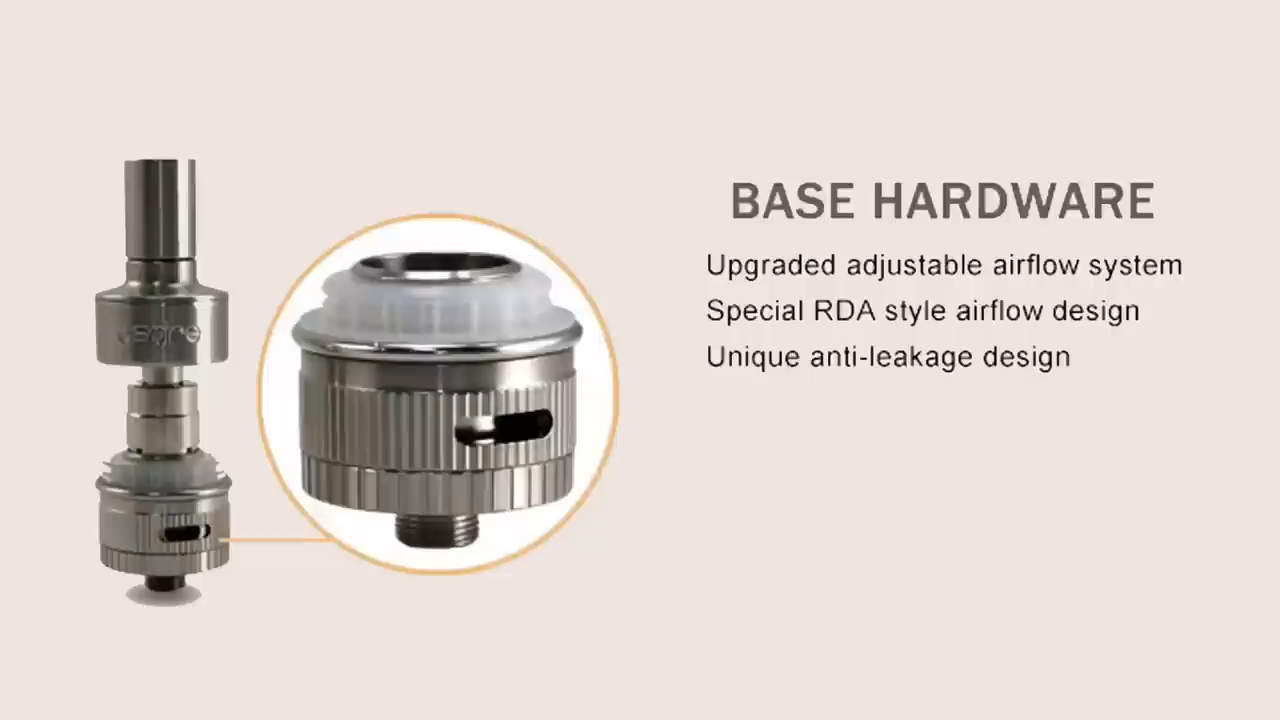 BASE HARDWARE
Upgraded adjustable airflow system
Special RDA style airflow design
Unique anti-leakage design